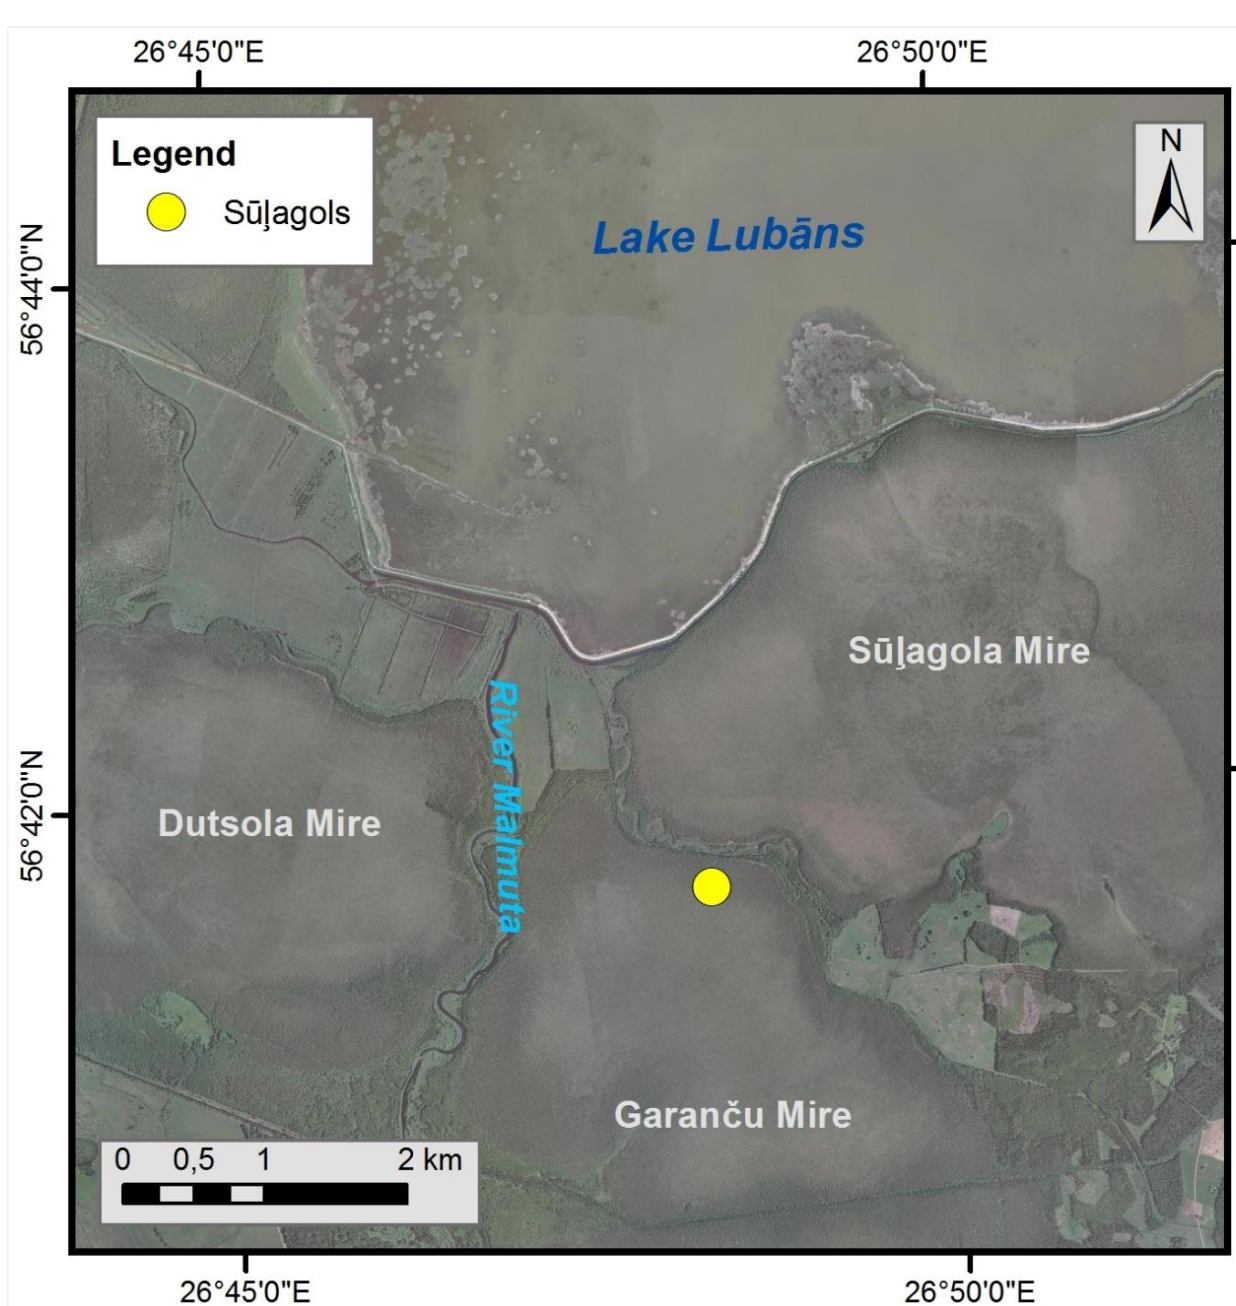 26°45'0"E
26°50'0"E
Legend
Sūļagols
N
Lake Lubāns
56°44'0"N
Sūļagola Mire
River Malmuta
56°42'0"N
Dutsola Mire
Garanču Mire
0 0,5 1 2 km
26°45'0"E
26°50'0"E